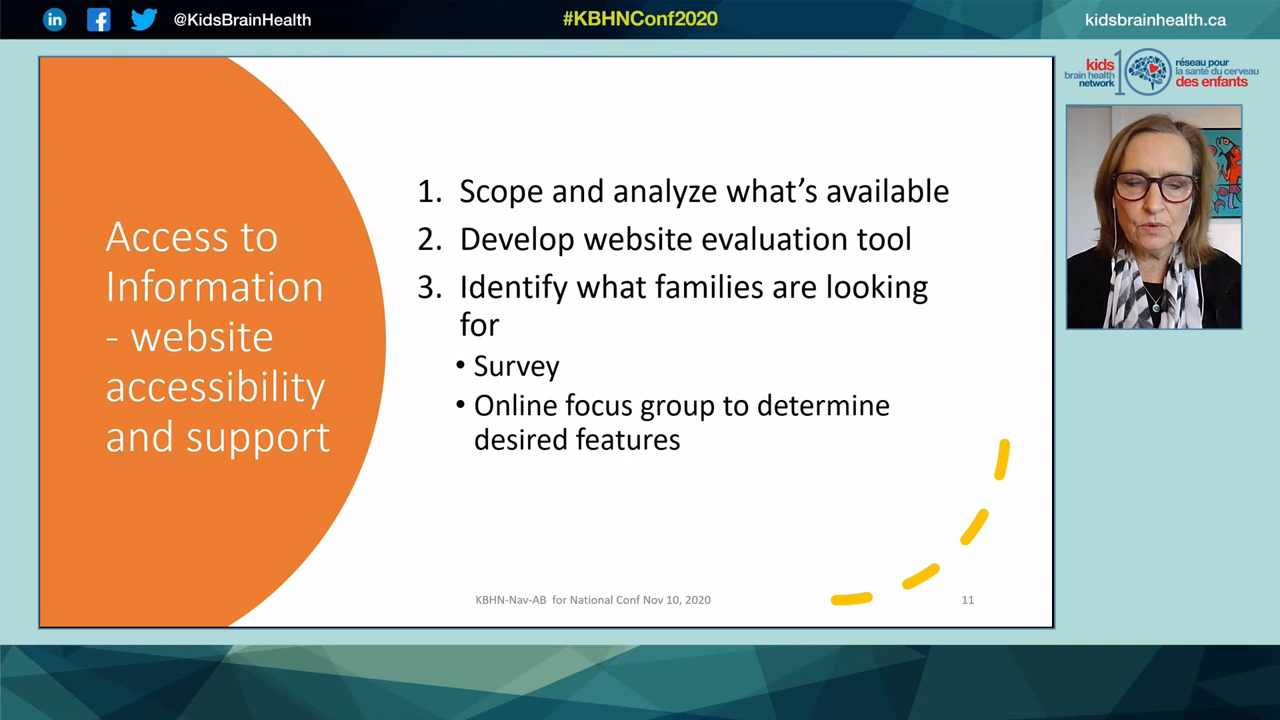 in
f
@KidsBrainHealth
#KBHNConf2020
kidsbrainhealth.ca
kids
brain health
network
10
réseau pour
la santé du cerveau
des enfants
Access to
Information
- website
accessibility
and support
1. Scope and analyze what’s available
2. Develop website evaluation tool
3. Identify what families are looking
for
• Survey
• Online focus group to determine
desired features
KBHN-Nav-AB for National Conf Nov 10, 2020
11